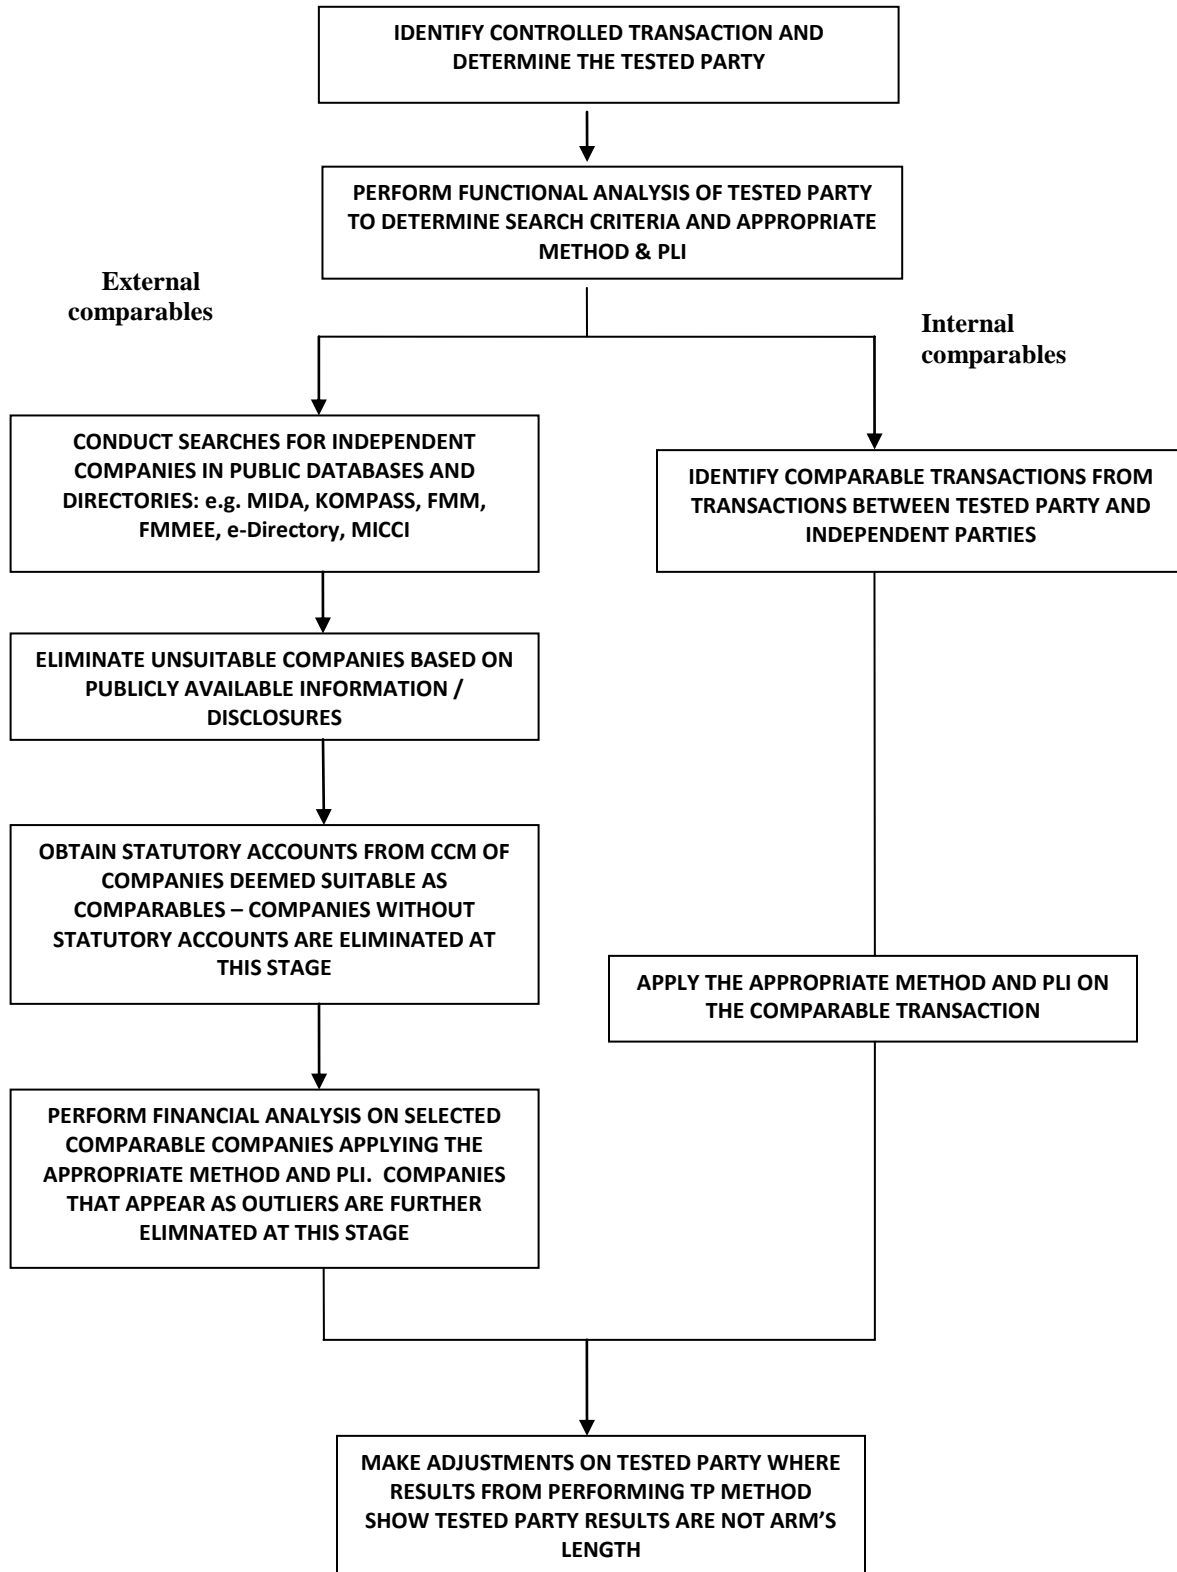 IDENTIFY CONTROLLED TRANSACTION AND
DETERMINE THE TESTED PARTY
PERFORM FUNCTIONAL ANALYSIS OF TESTED PARTY
TO DETERMINE SEARCH CRITERIA AND APPROPRIATE
METHOD & PLI
External
comparables
Internal
comparables
CONDUCT SEARCHES FOR INDEPENDENT
COMPANIES IN PUBLIC DATABASES AND
DIRECTORIES: e.g. MIDA, KOMPASS, FMM,
FMMEE, e-Directory, MICCI
IDENTIFY COMPARABLE TRANSACTIONS FROM
TRANSACTIONS BETWEEN TESTED PARTY AND
INDEPENDENT PARTIES
ELIMINATE UNSUITABLE COMPANIES BASED ON
PUBLICLY AVAILABLE INFORMATION /
DISCLOSURES
OBTAIN STATUTORY ACCOUNTS FROM CCM OF
COMPANIES DEEMED SUITABLE AS
COMPARABLES – COMPANIES WITHOUT
STATUTORY ACCOUNTS ARE ELIMINATED AT
THIS STAGE
APPLY THE APPROPRIATE METHOD AND PLI ON
THE COMPARABLE TRANSACTION
PERFORM FINANCIAL ANALYSIS ON SELECTED
COMPARABLE COMPANIES APPLYING THE
APPROPRIATE METHOD AND PLI.  COMPANIES
THAT APPEAR AS OUTLIERS ARE FURTHER
ELIMNATED AT THIS STAGE
MAKE ADJUSTMENTS ON TESTED PARTY WHERE
RESULTS FROM PERFORMING TP METHOD
SHOW TESTED PARTY RESULTS ARE NOT ARM’S
LENGTH